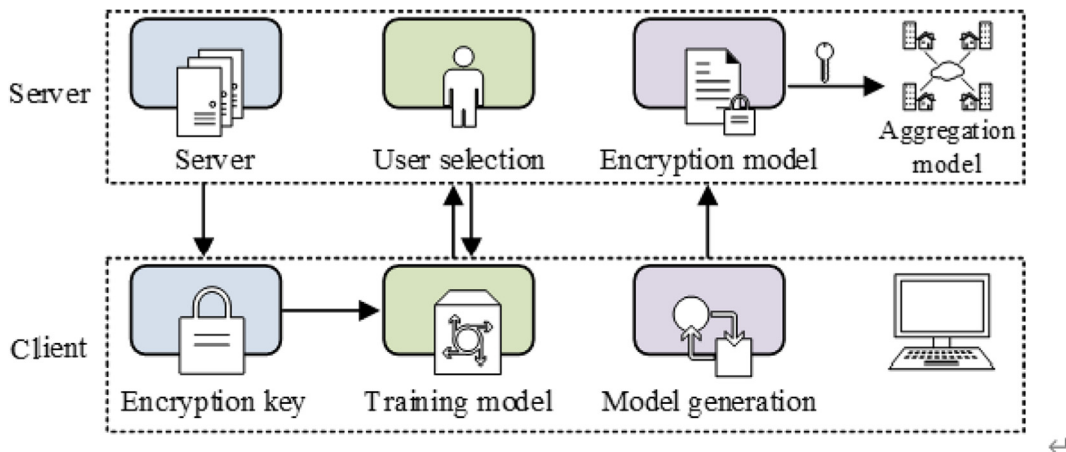 Server
Server
User selection
Encryption model
Aggregation
model
Client
Encryption key
Training model
Model generation